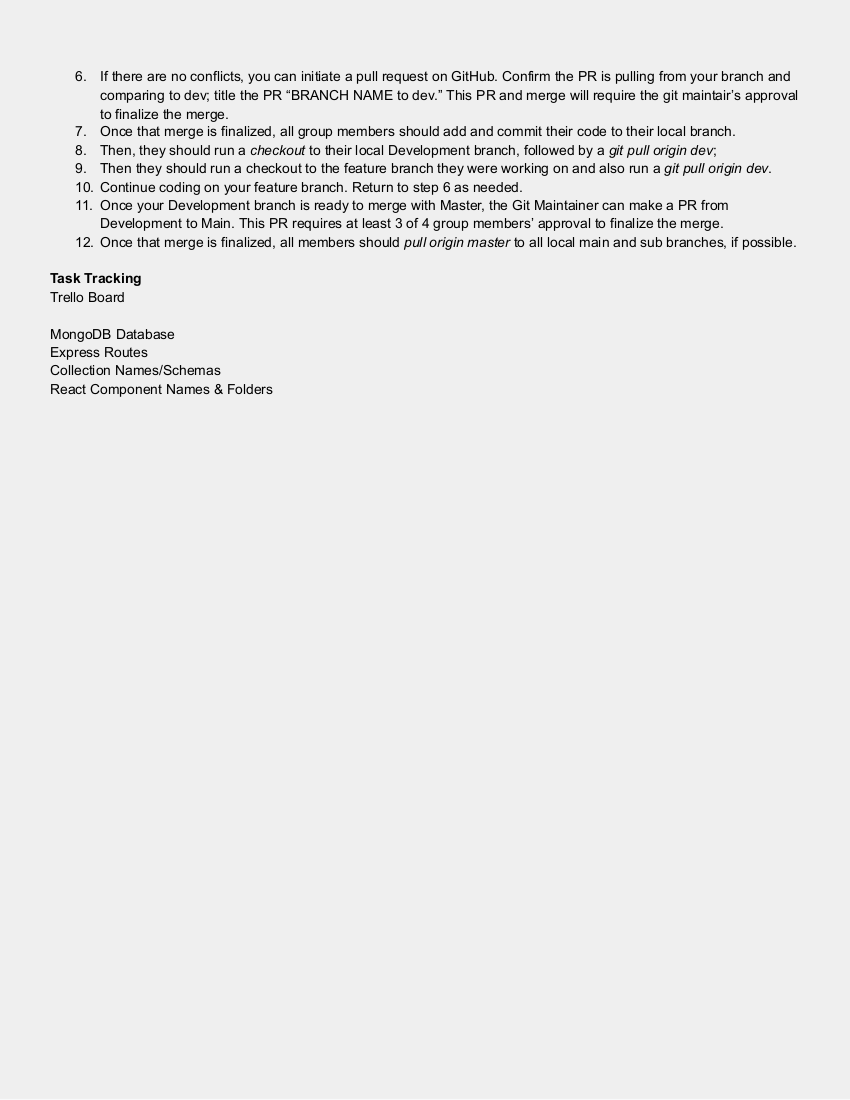 6. If there are no conflicts, you can initiate a pull request on GitHub. Confirm the PR is pulling from your branch and
comparing to dev; title the PR “BRANCH NAME to dev.” This PR and merge will require the git maintair’s approval
to finalize the merge.
7. Once that merge is finalized, all group members should add and commit their code to their local branch.
8. Then, they should run a checkout to their local Development branch, followed by a git pull origin dev;
9. Then they should run a checkout to the feature branch they were working on and also run a git pull origin dev.
10. Continue coding on your feature branch. Return to step 6 as needed.
11. Once your Development branch is ready to merge with Master, the Git Maintainer can make a PR from
Development to Main. This PR requires at least 3 of 4 group members’ approval to finalize the merge.
12. Once that merge is finalized, all members should pull origin master to all local main and sub branches, if possible.
Task Tracking
Trello Board
MongoDB Database
Express Routes
Collection Names/Schemas
React Component Names & Folders